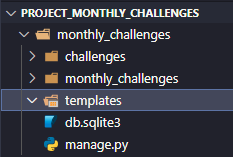 PROJECT_MONTHLY_CHALLENGES
monthly_challenges
challenges
monthly_challenges
templates
db.sqlite3
manage.py